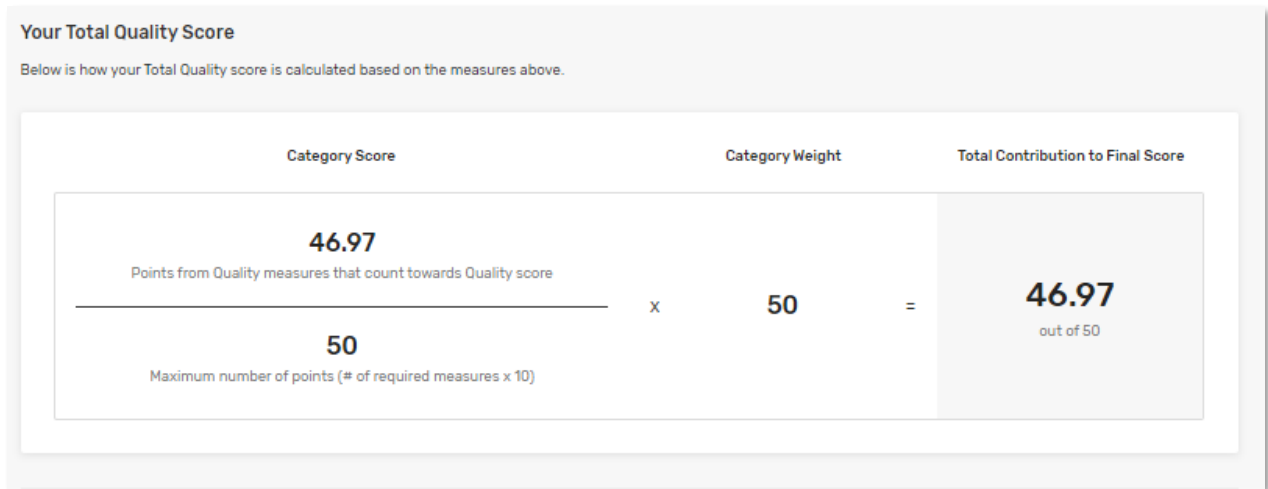 Your Total Quality Score
Below is how your Total Quality score is calculated based on the measures above.
Category Score
Category Weight
Total Contribution to Final Score
46.97
Points from Quality measures that count towards Quality score
50
Maximum number of points (# of required measures x 10)
x
50
=
46.97
out of 50